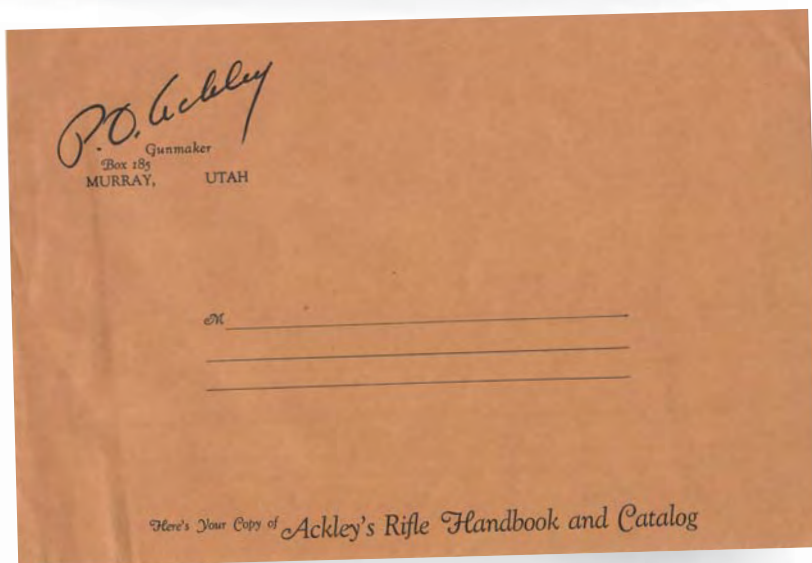 P.O. Ackley
Gunmaker
Box 185
MURRAY, UTAH
M
Here's Your Copy of Ackley's Rifle Handbook and Catalog